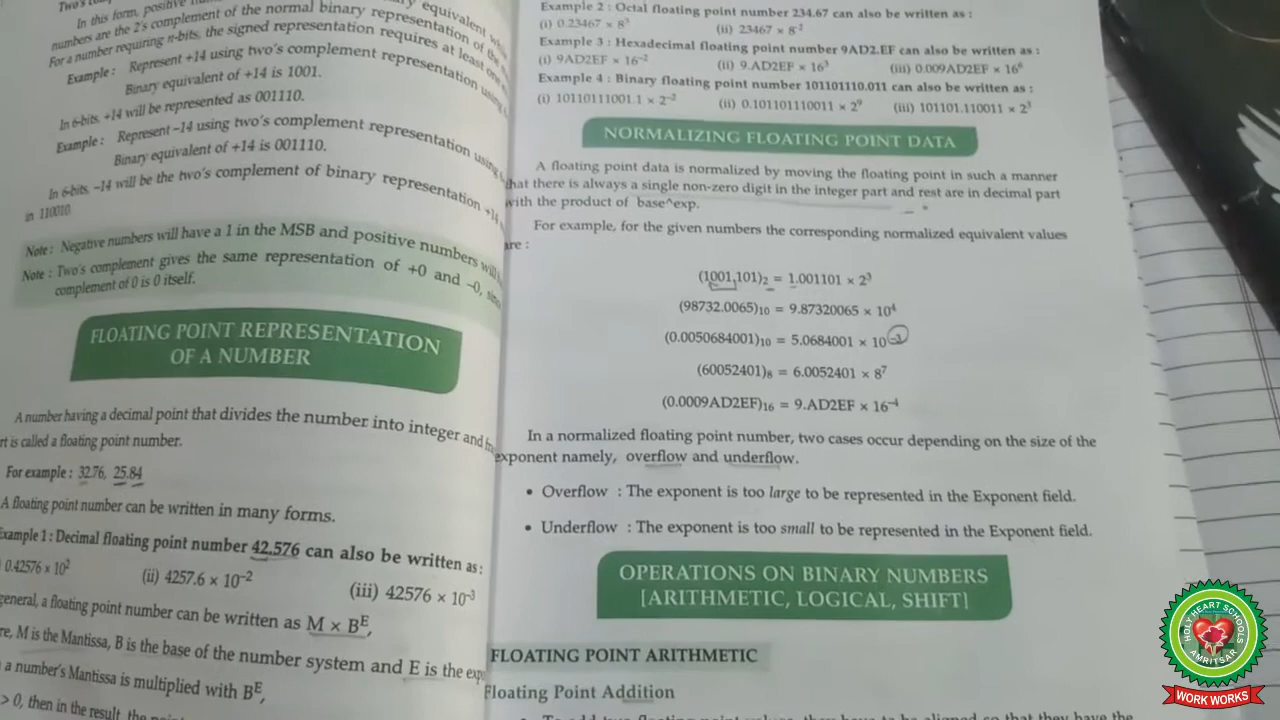 Two's
In this form, positive
equivalent
numbers are the 2's complement of the normal binary representation of the
For a number requiring n-bits, the signed representation requires at least
Example : Represent +14 using two's complement representation using
Binary equivalent of +14 is 1001.
In 6-bits, +14 will be represented as 001110.
Example : Represent –14 using two's complement representation using
Binary equivalent of +14 is 001110.
In 6-bits, –14 will be the two's complement of binary representation +14,
in 110010
Note : Negative numbers will have a 1 in the MSB and positive numbers will
Note : Two's complement gives the same representation of +0 and –0,
complement of 0 is 0 itself.
FLOATING POINT REPRESENTATION
OF A NUMBER
A number having a decimal point that divides the number into integer and
rt is called a floating point number.
For example : 32.76, 25.84
A floating point number can be written in many forms.
Example 1 : Decimal floating point number 42.576 can also be written as :
0.42576 × 10² (ii) 4257.6 × 10⁻² (iii) 42576 × 10⁻³
general, a floating point number can be written as M × Bᴱ,
re, M is the Mantissa, B is the base of the number system and E is the expo
a number's Mantissa is multiplied with Bᴱ,
> 0, then in the result, the
Example 2 : Octal floating point number 234.67 can also be written as :
(i) 0.23467 × 8³ (ii) 23467 × 8⁻²
Example 3 : Hexadecimal floating point number 9AD2.EF can also be written as :
(i) 9AD2EF × 16⁻² (ii) 9.AD2EF × 16³ (iii) 0.009AD2EF × 16⁶
Example 4 : Binary floating point number 101101110.011 can also be written as :
(i) 10110111001.1 × 2⁻² (ii) 0.101101110011 × 2⁹ (iii) 101101.110011 × 2³
NORMALIZING FLOATING POINT DATA
A floating point data is normalized by moving the floating point in such a manner
that there is always a single non-zero digit in the integer part and rest are in decimal part
with the product of base^exp.
For example, for the given numbers the corresponding normalized equivalent values
are :
(1001,101)₂ = 1.001101 × 2³
(98732.0065)₁₀ = 9.87320065 × 10⁴
(0.0050684001)₁₀ = 5.0684001 × 10⁻³
(60052401)₈ = 6.0052401 × 8⁷
(0.0009AD2EF)₁₆ = 9.AD2EF × 16⁻⁴
In a normalized floating point number, two cases occur depending on the size of the
exponent namely, overflow and underflow.
• Overflow : The exponent is too large to be represented in the Exponent field.
• Underflow : The exponent is too small to be represented in the Exponent field.
OPERATIONS ON BINARY NUMBERS
[ARITHMETIC, LOGICAL, SHIFT]
FLOATING POINT ARITHMETIC
Floating Point Addition
HOLY HEART SCHOOLS
AMRITSAR
WORK WORKS